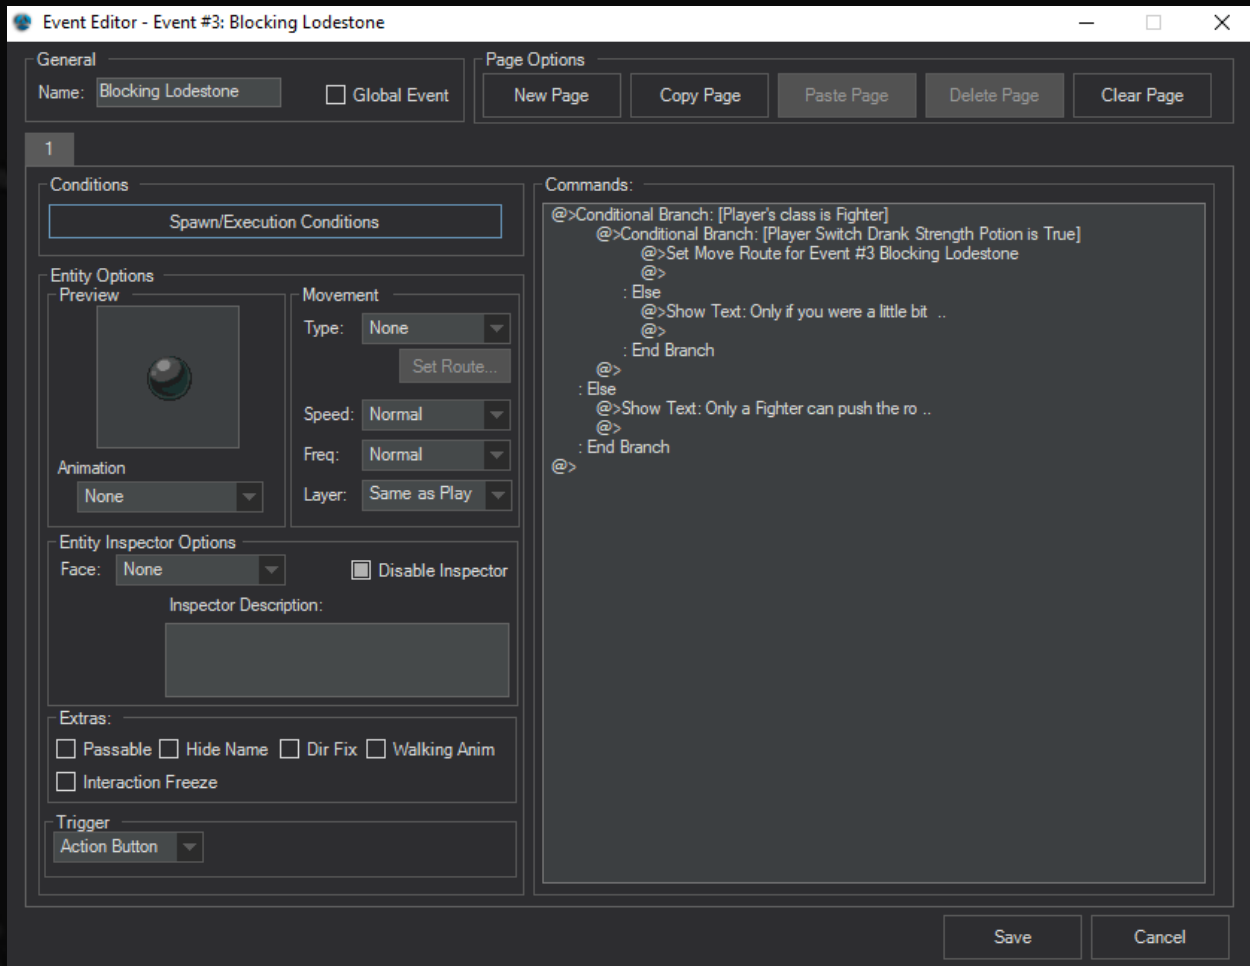 Event Editor - Event #3: Blocking Lodestone
General
Name: Blocking Lodestone
Global Event
Page Options
New Page
Copy Page
Paste Page
Delete Page
Clear Page
1
Conditions
Spawn/Execution Conditions
Entity Options
Preview
Animation
None
Movement
Type: None
Set Route...
Speed: Normal
Freq: Normal
Layer: Same as Play
Entity Inspector Options
Face: None
Disable Inspector
Inspector Description:
Extras:
Passable Hide Name Dir Fix Walking Anim
Interaction Freeze
Trigger
Action Button
Commands:
@>Conditional Branch: [Player's class is Fighter]
@>Conditional Branch: [Player Switch Drank Strength Potion is True]
@>Set Move Route for Event #3 Blocking Lodestone
@>
: Else
@>Show Text: Only if you were a little bit ..
@>
: End Branch
@>
: Else
@>Show Text: Only a Fighter can push the ro ..
@>
: End Branch
@>
Save
Cancel